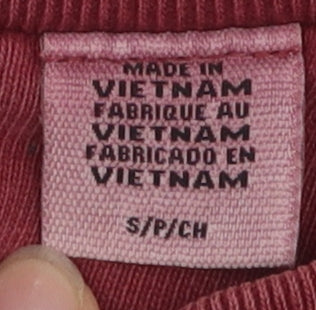 MADE IN
VIETNAM
FABRIQUE AU
VIETNAM
FABRICADO EN
VIETNAM
S/P/CH